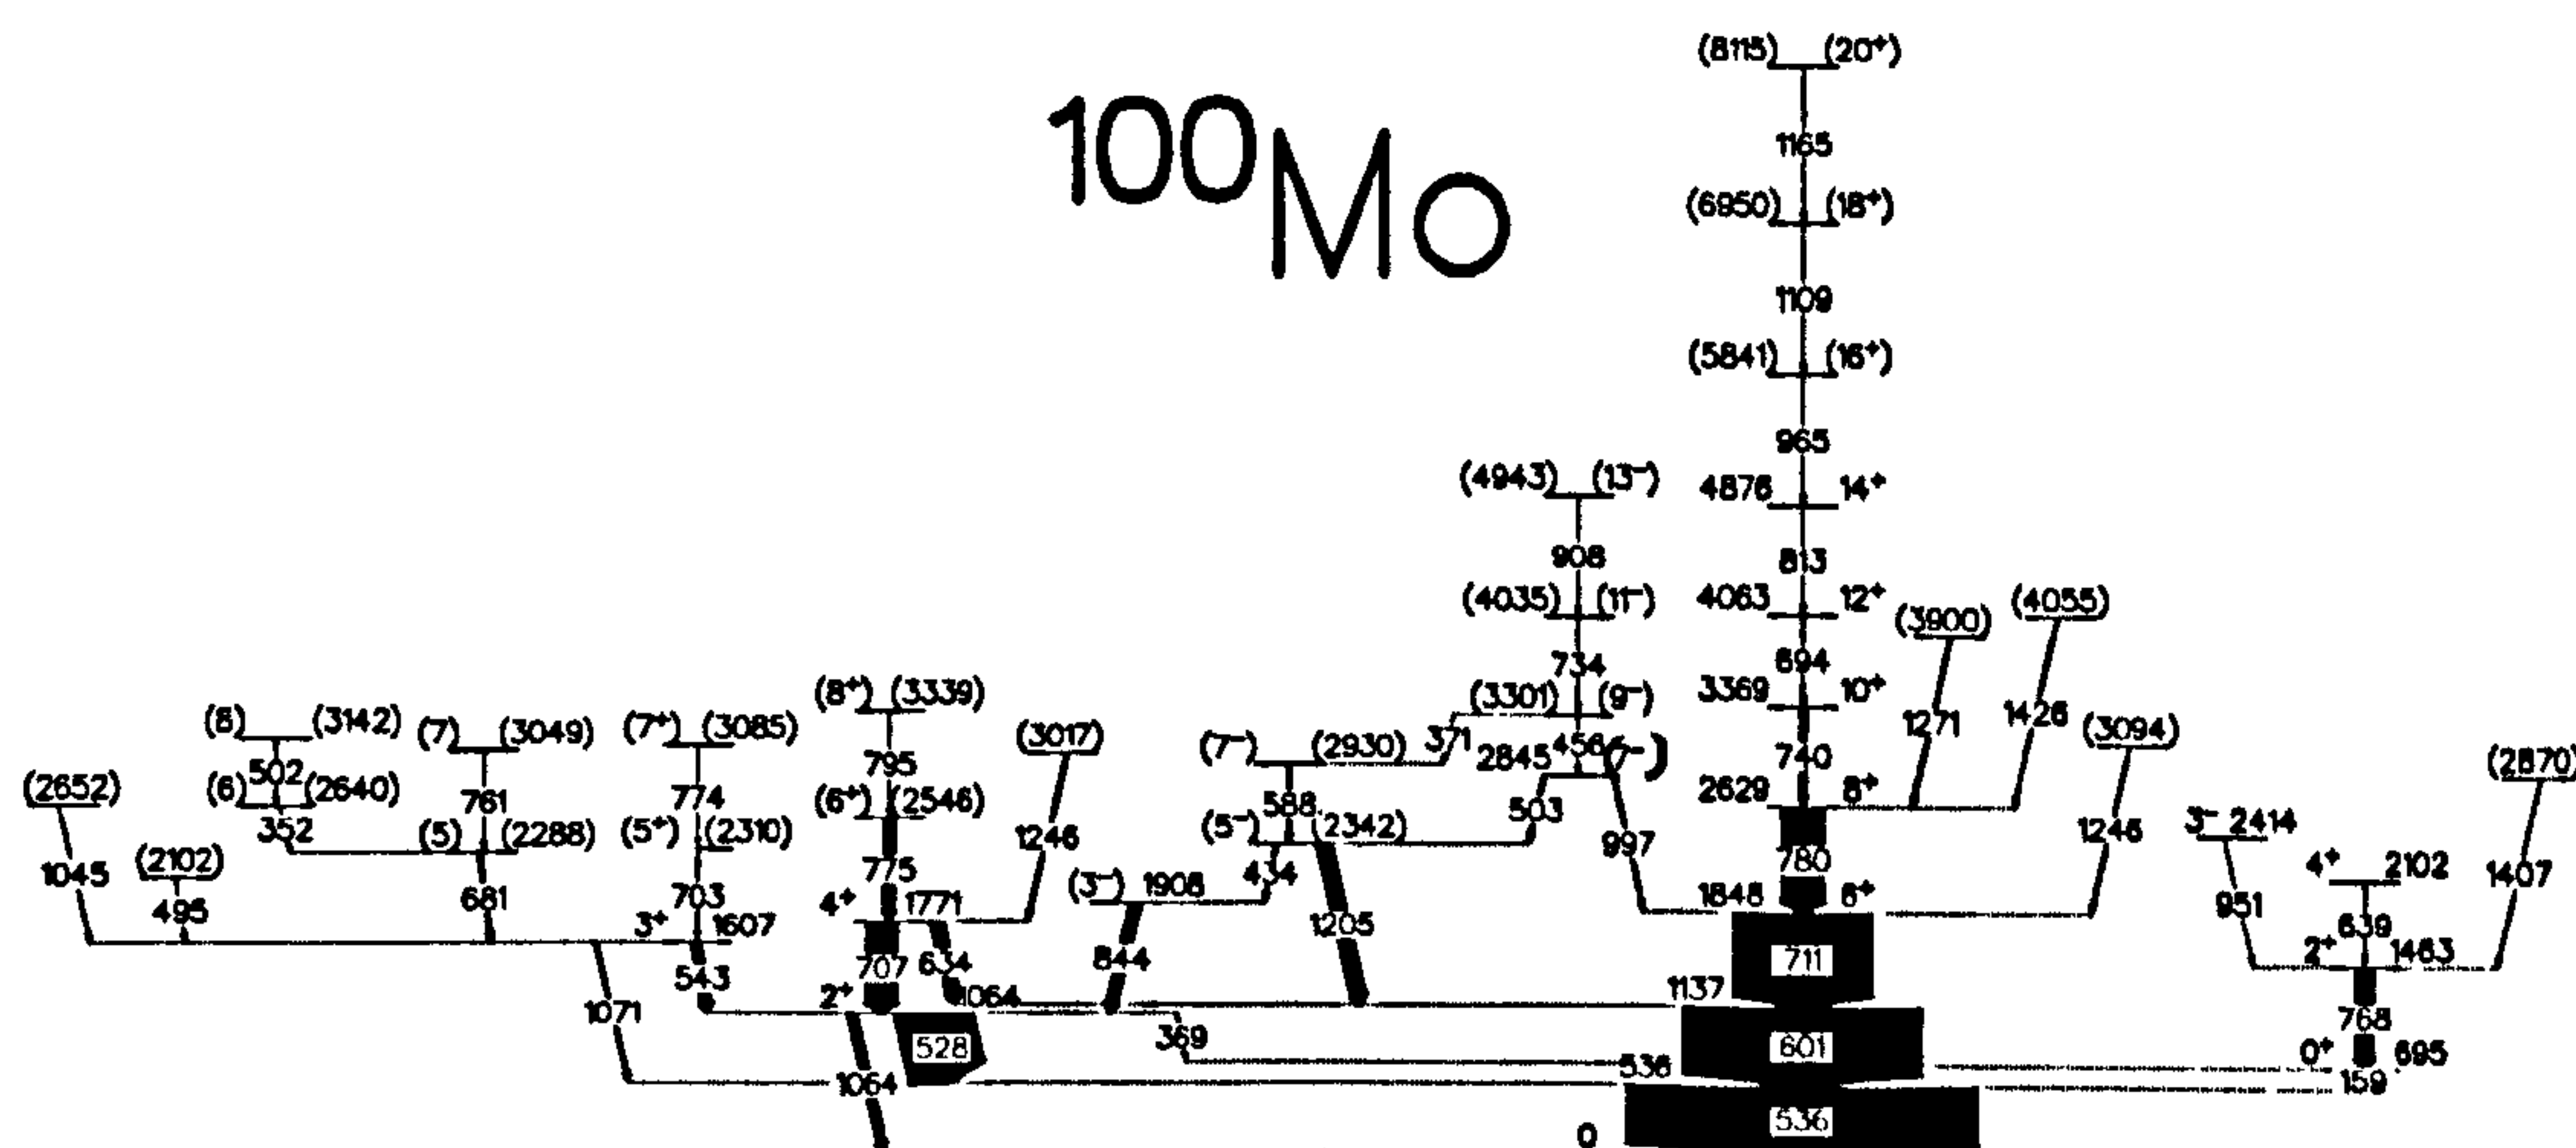 (8115) (20⁺)
1165
¹⁰⁰Mo
(6950) (18⁺)
1109
(5841) (16⁺)
965
(4943) (13⁻) 4876 14⁺
908 813
(4035) (11⁻) 4063 12⁺ (3900) (4055)
734 694
(8⁺) (3339) (3301) (9⁻) 3369 10⁺
(8) (3142) (7) (3049) (7⁺) (3085) (3017) 371 1271 1426 (3094)
(7⁻) (2930) 2845 456 (7⁻) 740
502 795
(2652) (6) (2640) 761 774 (6⁺) (2546) 588 503 2629 8⁺ (2870)
352 (5) (2288) (5⁺) (2310) 1246 (5⁻) (2342) 997 1246 3⁻ 2414
1045 (2102) 775 434 780 4⁺ 2102 1407
495 681 703 4⁺ 1771 (3⁻) 1908 1848 6⁺ 951
3⁺ 1607 1205 639
543 707 634 844 711 2⁺ 1463
1071 2⁺ 1064 1137 768
528 369 601 0⁺ 695
1064 536 159
0 536